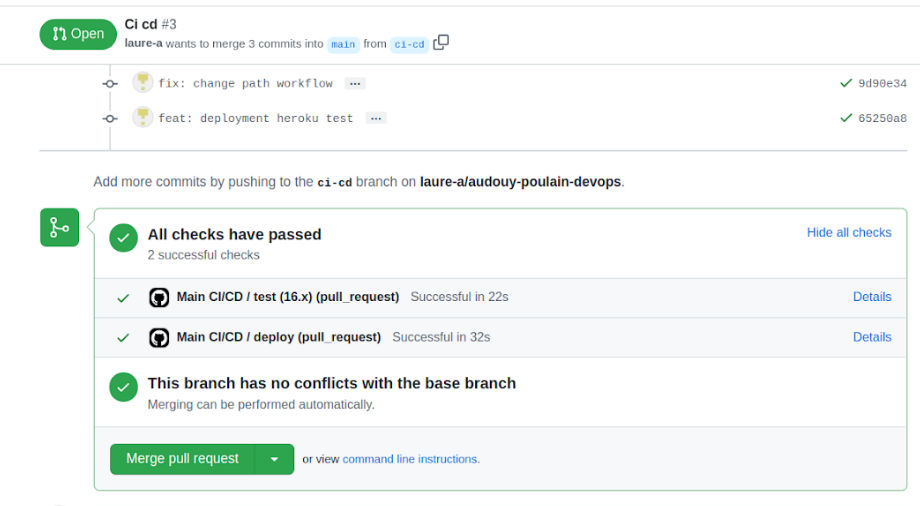 Open
Ci cd #3
laure-a wants to merge 3 commits into main from ci-cd
fix: change path workflow ...
9d90e34
feat: deployment heroku test ...
65250a8
Add more commits by pushing to the ci-cd branch on laure-a/audouy-poulain-devops.
All checks have passed
Hide all checks
2 successful checks
Main CI/CD / test (16.x) (pull_request) Successful in 22s
Details
Main CI/CD / deploy (pull_request) Successful in 32s
Details
This branch has no conflicts with the base branch
Merging can be performed automatically.
Merge pull request
or view command line instructions.